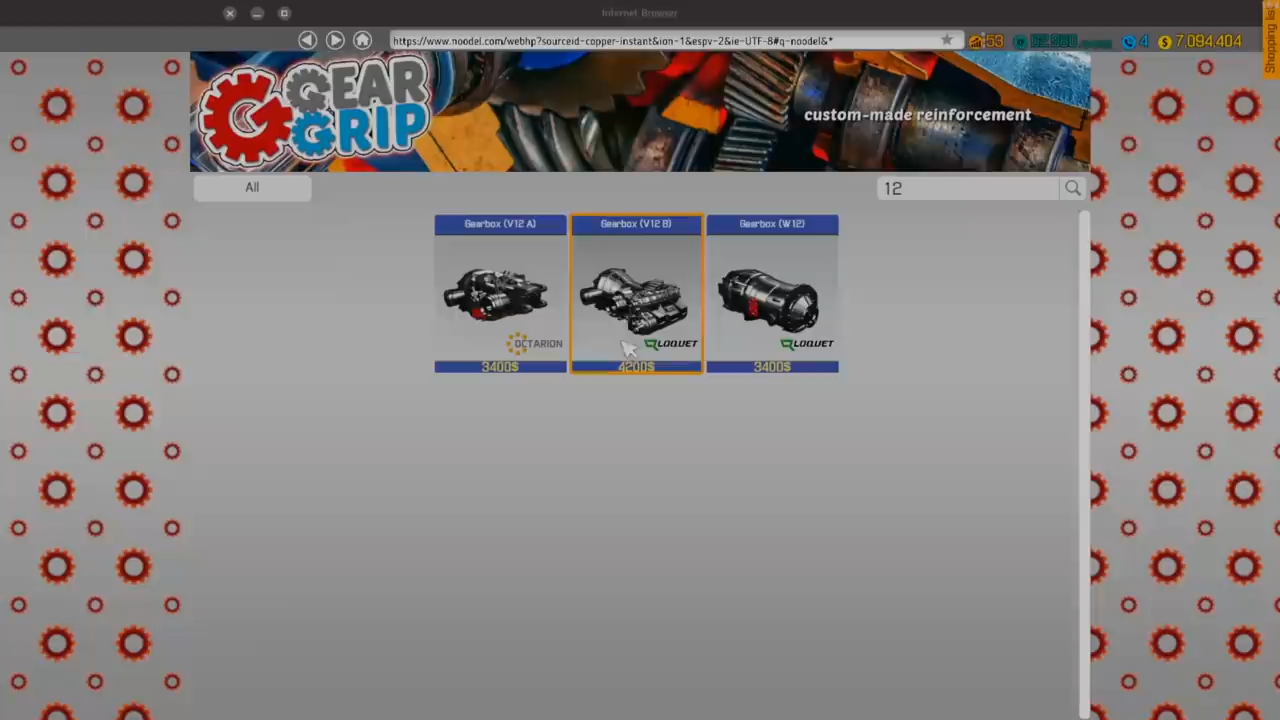 Internet Browser
Shopping list
https://www.noodel.com/webhp?sourceid-copper-instant&ion-1&espv-2&ie-UTF-8#q-noodel&*
53
4
7,094,404
GEAR
GRIP
custom-made reinforcement
All
12
Gearbox (V12 A)
Gearbox (V12 B)
Gearbox (W12)
OCTARION
LOQUET
LOQUET
3400$
4200$
3400$